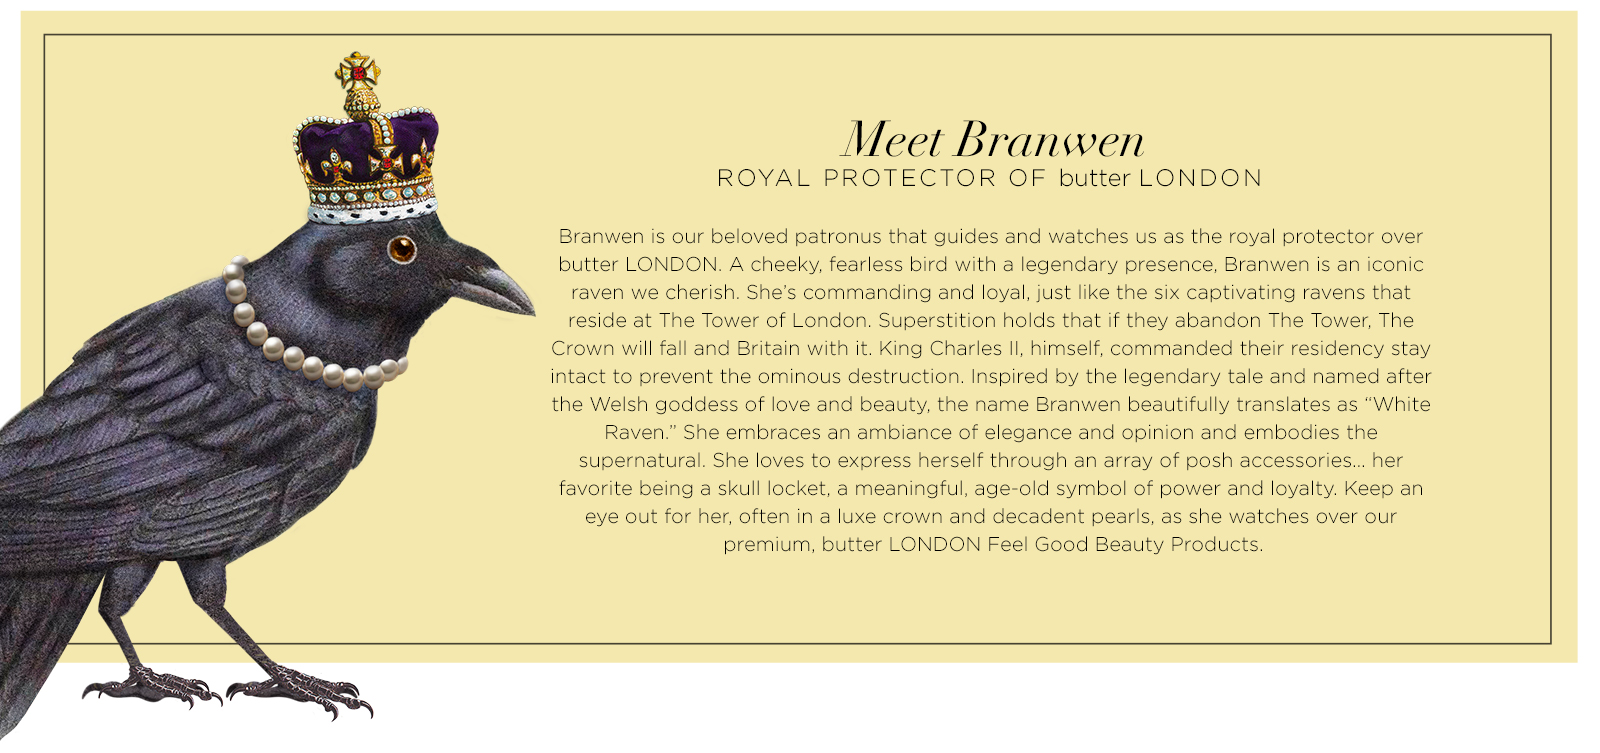 Meet Branwen
ROYAL PROTECTOR OF butter LONDON
Branwen is our beloved patronus that guides and watches us as the royal protector over
butter LONDON. A cheeky, fearless bird with a legendary presence, Branwen is an iconic
raven we cherish. She's commanding and loyal, just like the six captivating ravens that
reside at The Tower of London. Superstition holds that if they abandon The Tower, The
Crown will fall and Britain with it. King Charles II, himself, commanded their residency stay
intact to prevent the ominous destruction. Inspired by the legendary tale and named after
the Welsh goddess of love and beauty, the name Branwen beautifully translates as “White
Raven.” She embraces an ambiance of elegance and opinion and embodies the
supernatural. She loves to express herself through an array of posh accessories... her
favorite being a skull locket, a meaningful, age-old symbol of power and loyalty. Keep an
eye out for her, often in a luxe crown and decadent pearls, as she watches over our
premium, butter LONDON Feel Good Beauty Products.